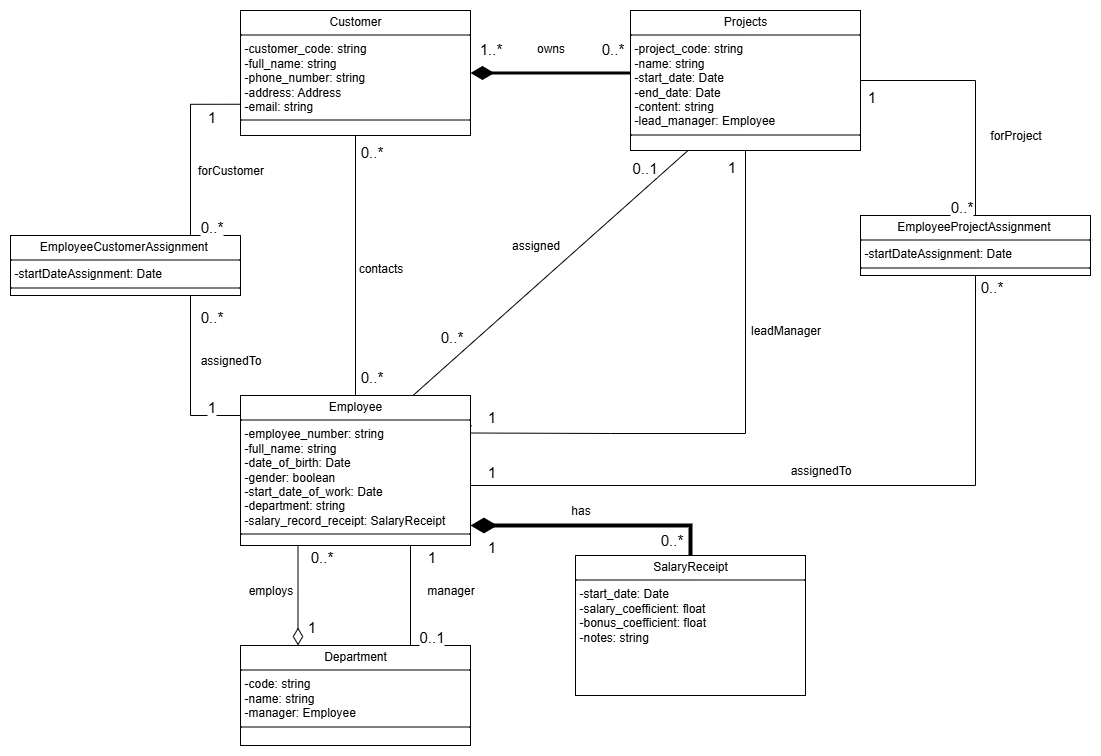 Customer
-customer_code: string
-full_name: string
-phone_number: string
-address: Address
-email: string
1..*
owns
0..*
Projects
-project_code: string
-name: string
-start_date: Date
-end_date: Date
-content: string
-lead_manager: Employee
1
forCustomer
0..*
0..*
0..1
1
1
forProject
0..*
EmployeeCustomerAssignment
-startDateAssignment: Date
EmployeeProjectAssignment
-startDateAssignment: Date
0..*
assigned
contacts
0..*
assignedTo
1
0..*
0..*
leadManager
Employee
-employee_number: string
-full_name: string
-date_of_birth: Date
-gender: boolean
-start_date_of_work: Date
-department: string
-salary_record_receipt: SalaryReceipt
1
1
assignedTo
has
1
0..*
0..*
1
employs
manager
1
0..1
SalaryReceipt
-start_date: Date
-salary_coefficient: float
-bonus_coefficient: float
-notes: string
Department
-code: string
-name: string
-manager: Employee